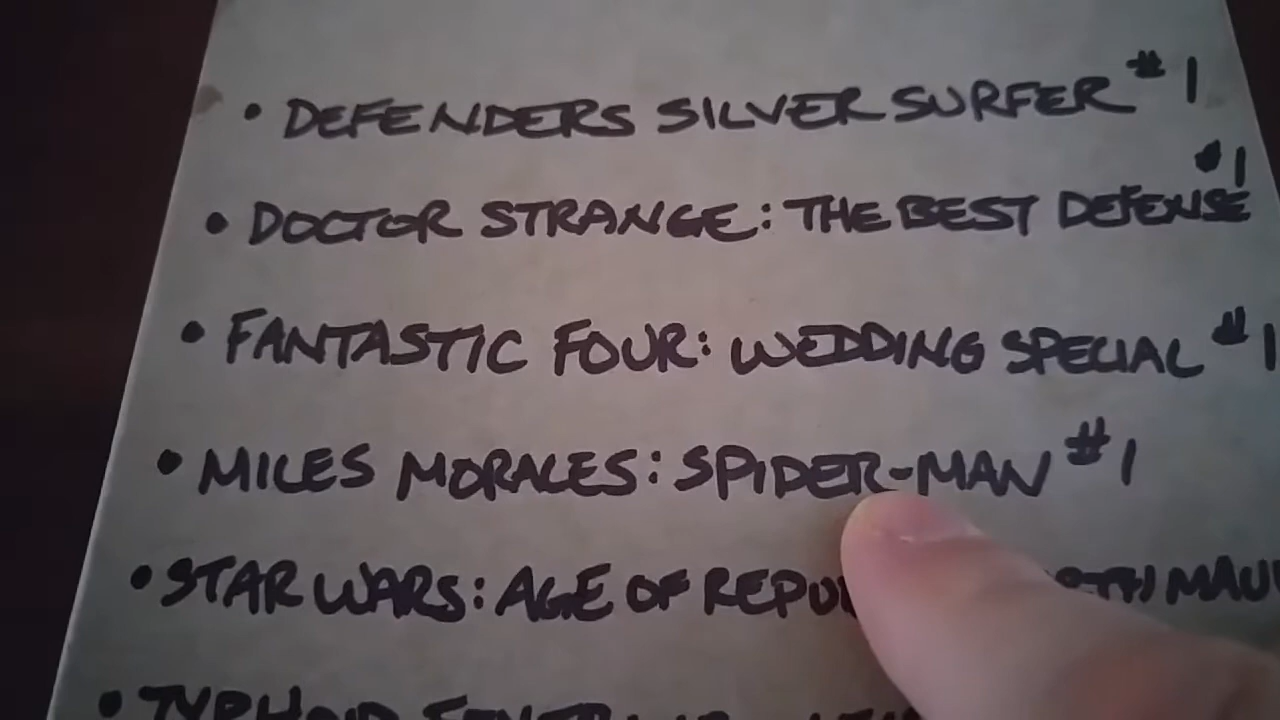 • DEFENDERS SILVER SURFER #1
• DOCTOR STRANGE: THE BEST DEFENSE #1
• FANTASTIC FOUR: WEDDING SPECIAL #1
• MILES MORALES: SPIDER-MAN #1
• STAR WARS: AGE OF
• TYPHOID